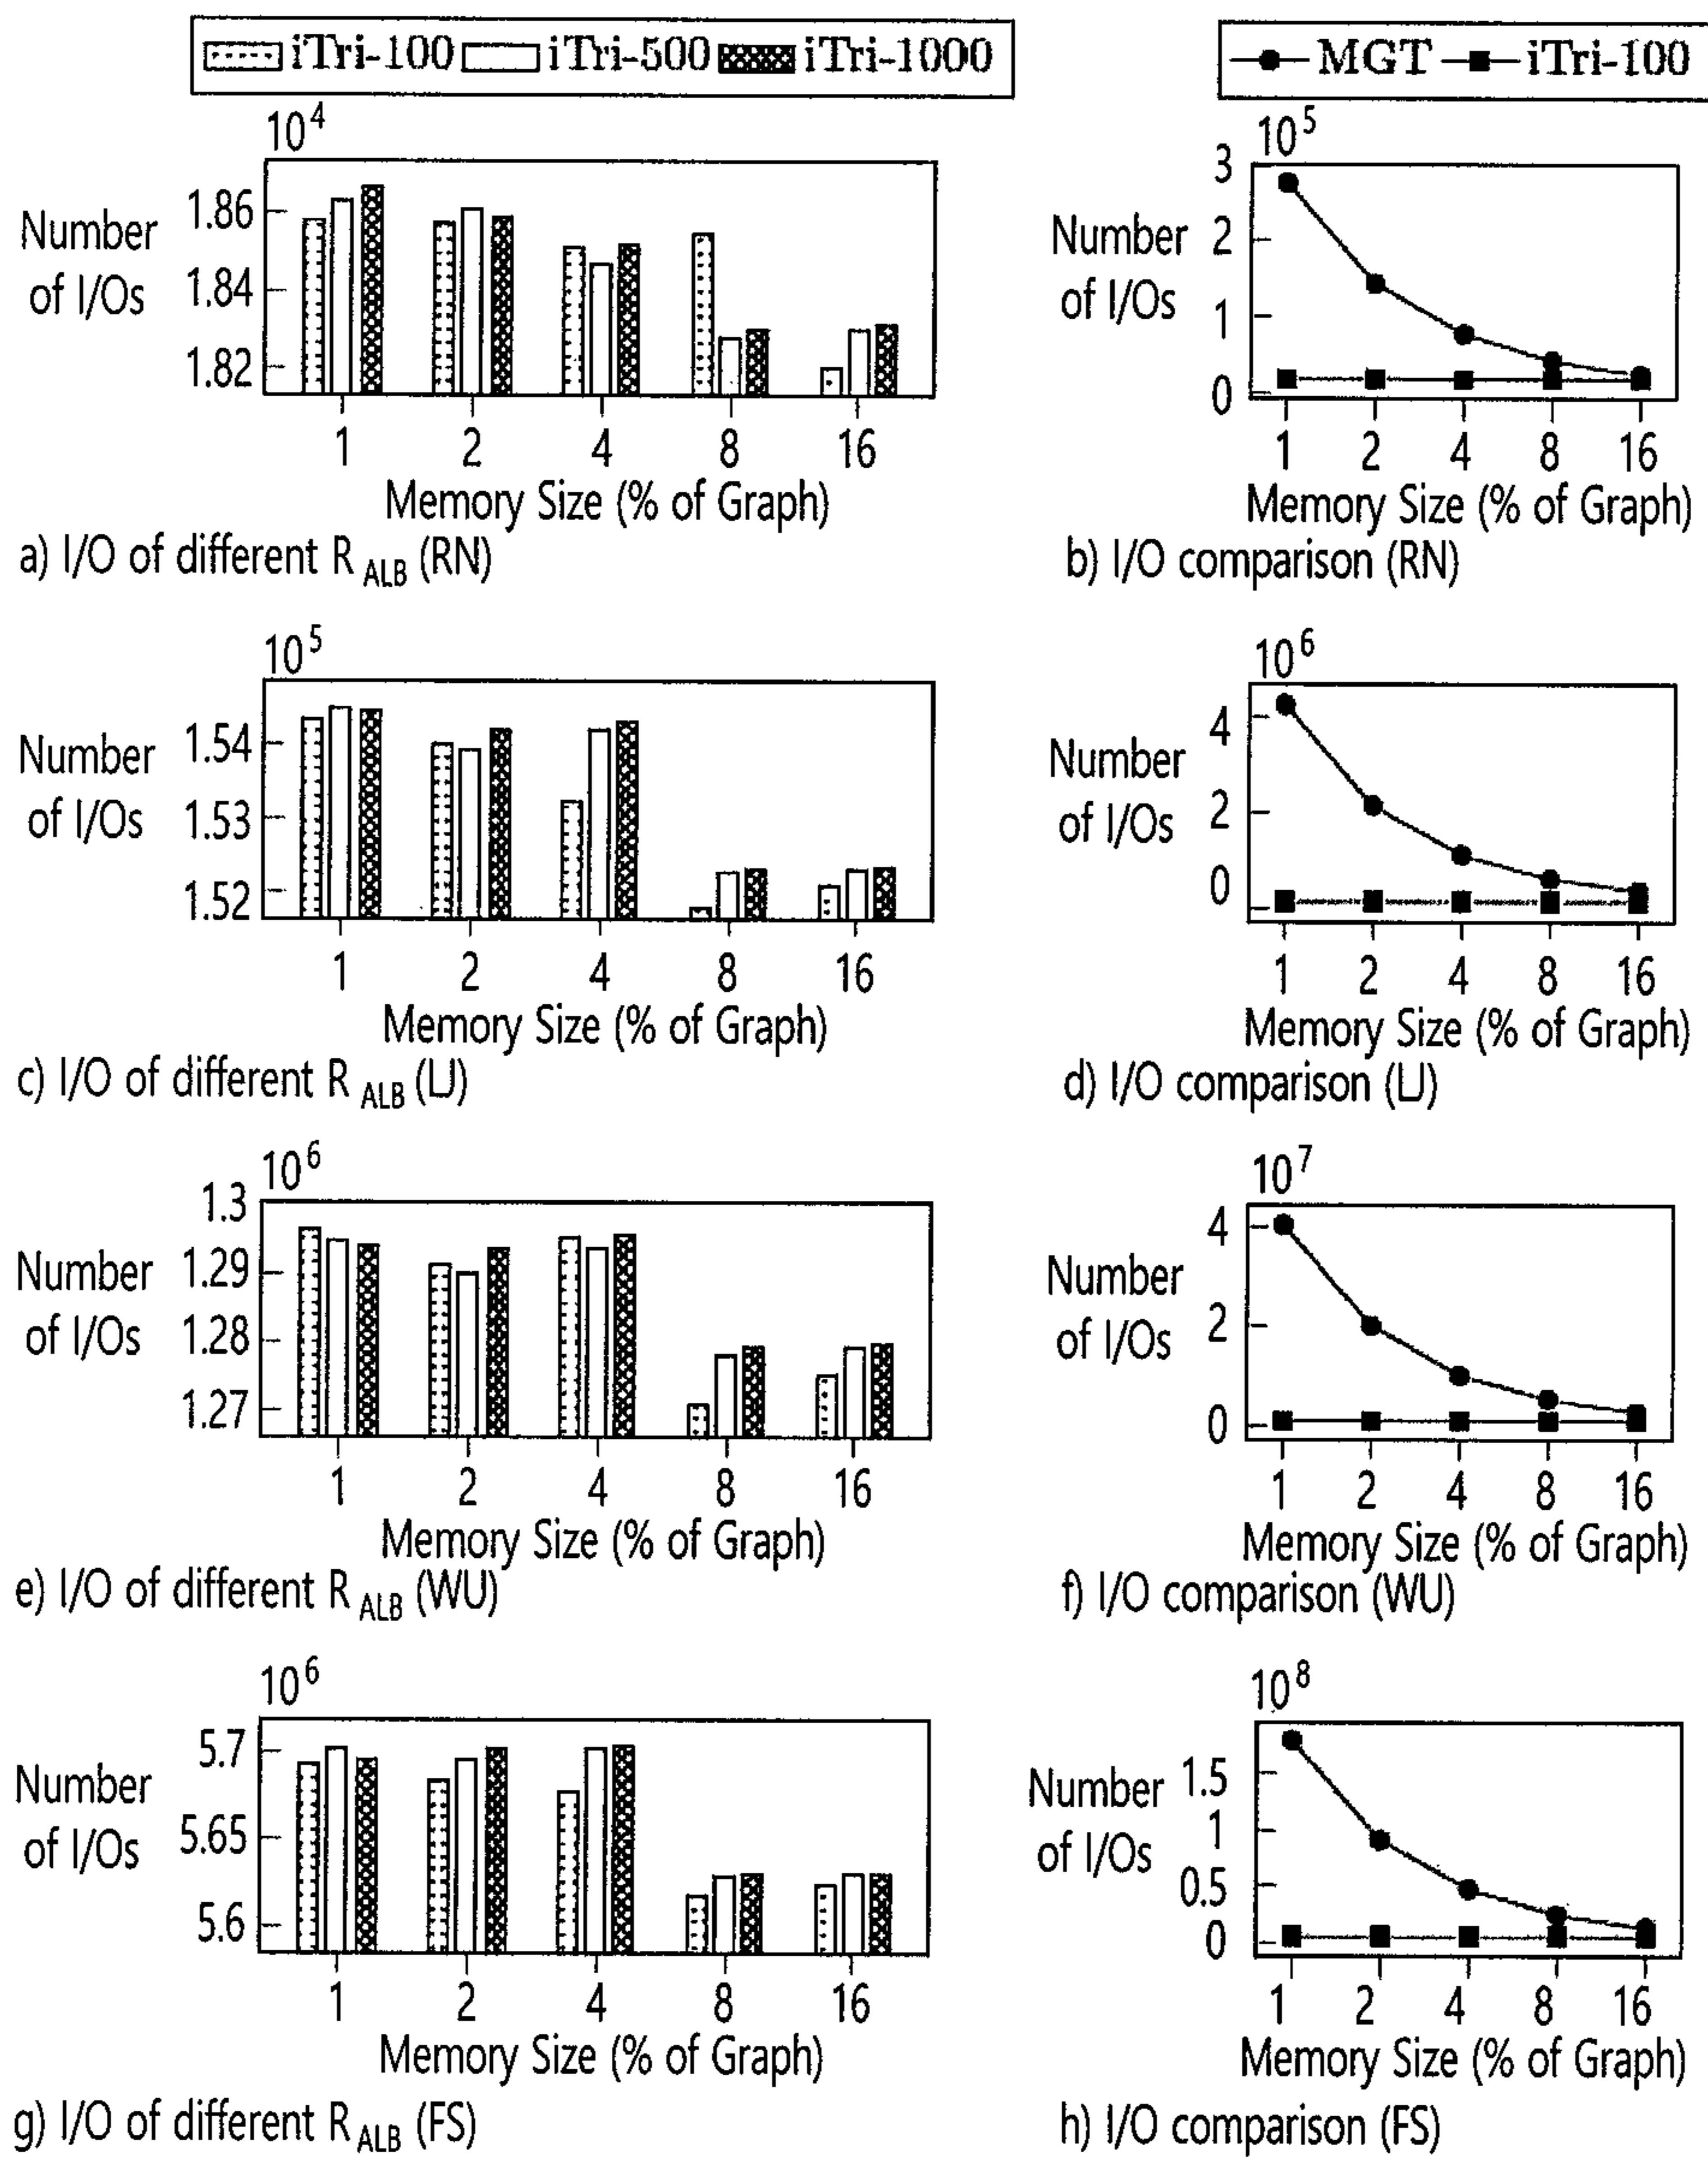 iTri-100 iTri-500 iTri-1000
MGT iTri-100
10^4
Number of I/Os
1.86
1.84
1.82
1 2 4 8 16
Memory Size (% of Graph)
a) I/O of different R ALB (RN)
10^5
Number of I/Os
3
2
1
0
1 2 4 8 16
Memory Size (% of Graph)
b) I/O comparison (RN)
10^5
Number of I/Os
1.54
1.53
1.52
1 2 4 8 16
Memory Size (% of Graph)
c) I/O of different R ALB (LJ)
10^6
Number of I/Os
4
2
0
1 2 4 8 16
Memory Size (% of Graph)
d) I/O comparison (LJ)
10^6
Number of I/Os
1.3
1.29
1.28
1.27
1 2 4 8 16
Memory Size (% of Graph)
e) I/O of different R ALB (WU)
10^7
Number of I/Os
4
2
0
1 2 4 8 16
Memory Size (% of Graph)
f) I/O comparison (WU)
10^6
Number of I/Os
5.7
5.65
5.6
1 2 4 8 16
Memory Size (% of Graph)
g) I/O of different R ALB (FS)
10^8
Number of I/Os
1.5
1
0.5
0
1 2 4 8 16
Memory Size (% of Graph)
h) I/O comparison (FS)